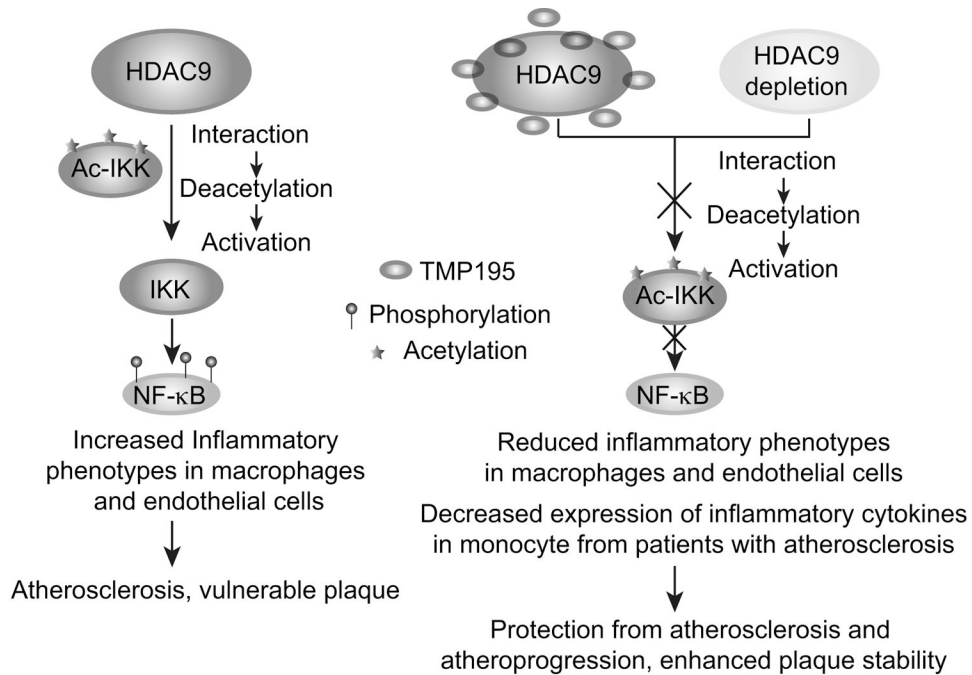 HDAC9
Ac-IKK
Interaction
Deacetylation
Activation
IKK
NF-κB
Increased Inflammatory
phenotypes in macrophages
and endothelial cells
Atherosclerosis, vulnerable plaque
TMP195
Phosphorylation
Acetylation
HDAC9
HDAC9
depletion
Interaction
Deacetylation
Activation
Ac-IKK
NF-κB
Reduced inflammatory phenotypes
in macrophages and endothelial cells
Decreased expression of inflammatory cytokines
in monocyte from patients with atherosclerosis
Protection from atherosclerosis and
atheroprogression, enhanced plaque stability